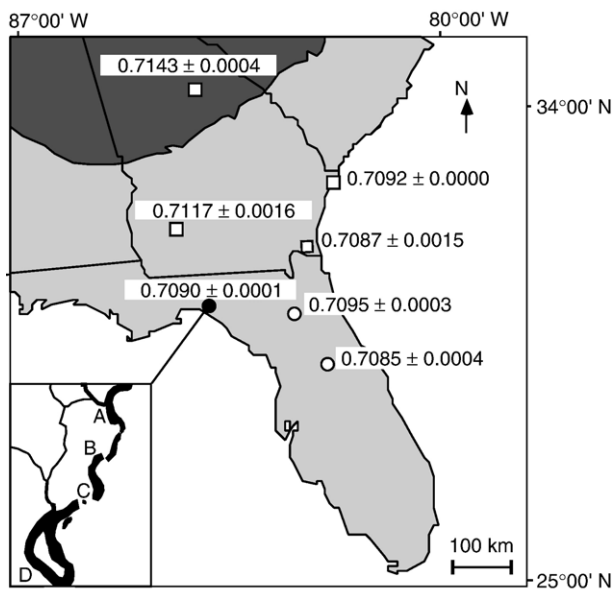 87°00' W
80°00' W
0.7143 ± 0.0004
N
34°00' N
0.7092 ± 0.0000
0.7117 ± 0.0016
0.7087 ± 0.0015
0.7090 ± 0.0001
0.7095 ± 0.0003
0.7085 ± 0.0004
A
B
C
D
100 km
25°00' N